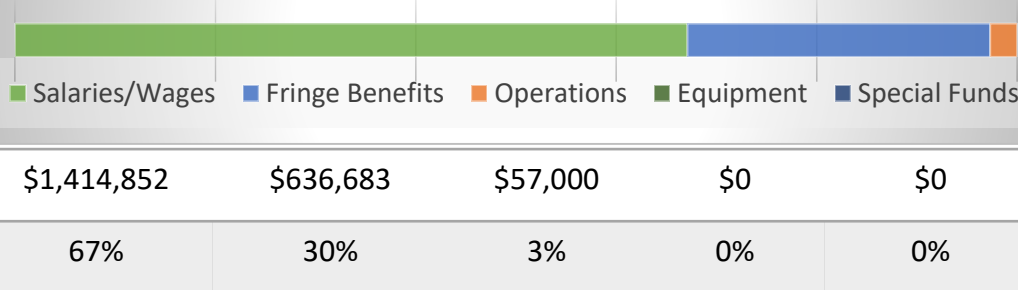 Salaries/Wages Fringe Benefits Operations Equipment Special Funds
$1,414,852 $636,683 $57,000 $0 $0
67% 30% 3% 0% 0%